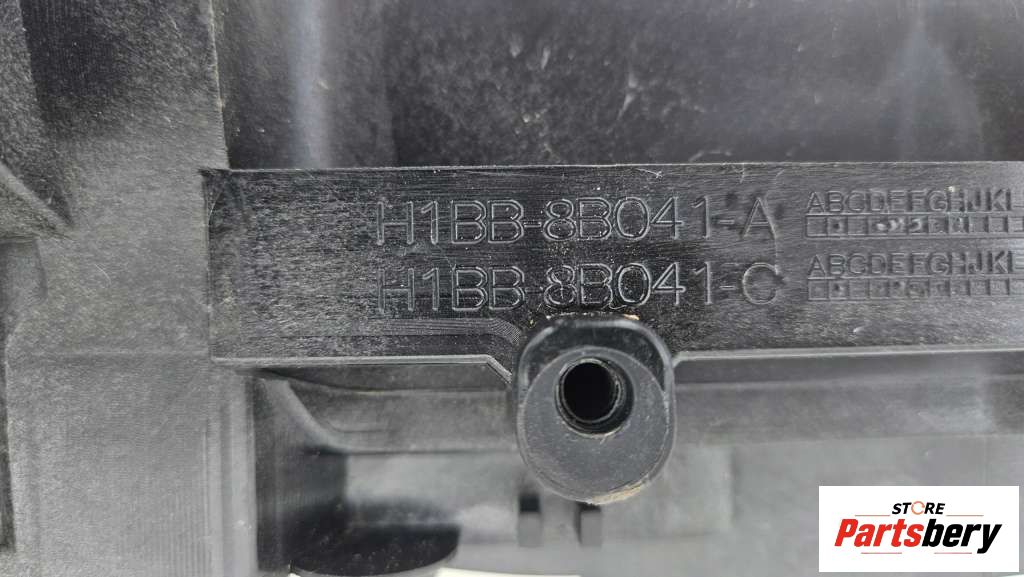 H1BB-8B041-A ABCDEFGHJKL
H1BB-8B041-C ABCDEFGHJKL
STORE
Partsbery